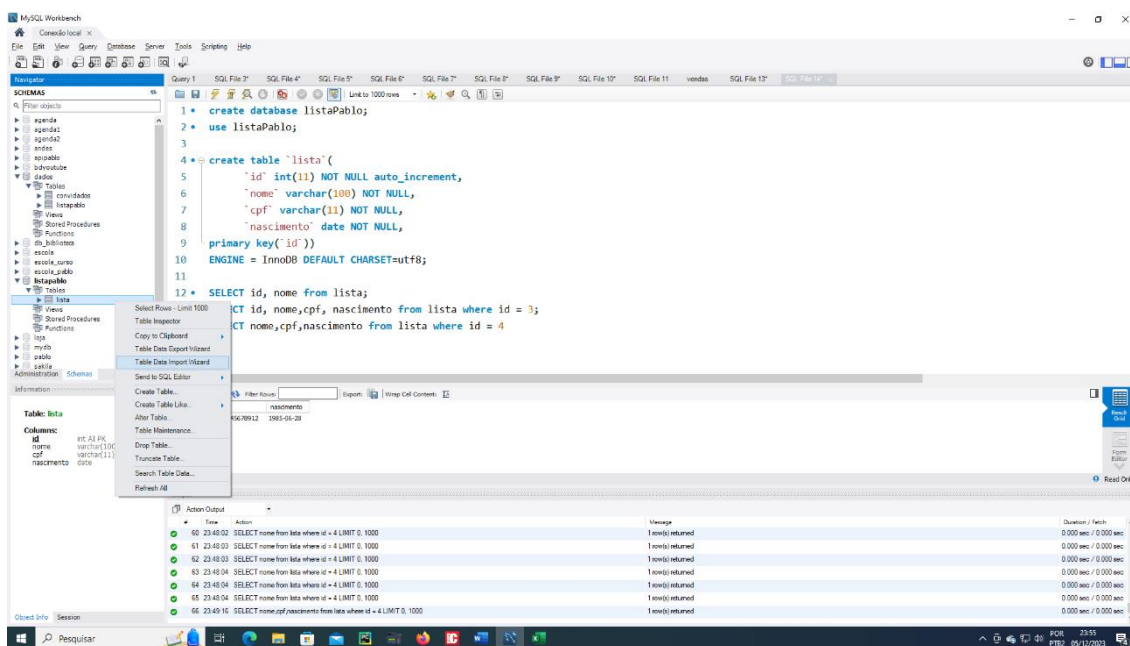 MySQL Workbench
Conexão local ×
File Edit View Query Database Server Tools Scripting Help
Navigator
SCHEMAS
Filter objects
agenda
agenda1
agenda2
andes
apipablo
bdyoutube
dados
Tables
convidados
listapablo
Views
Stored Procedures
Functions
db_biblioteca
escola
escola_curso
escola_pablo
listapablo
Tables
lista
Views
Stored Procedures
Functions
loja
mydb
pablo
sakila
Administration Schemas
Information
Table: lista
Columns:
id int AI PK
nome varchar(100
cpf varchar(11)
nascimento date
Object Info Session
Query 1 SQL File 3* SQL File 4* SQL File 5* SQL File 6* SQL File 7* SQL File 8* SQL File 9* SQL File 10* SQL File 11 vendas SQL File 13* SQL File 14* ×
Limit to 1000 rows
1 create database listaPablo;
2 use listaPablo;
3
4 create table `lista`(
5 `id` int(11) NOT NULL auto_increment,
6 `nome` varchar(100) NOT NULL,
7 `cpf` varchar(11) NOT NULL,
8 `nascimento` date NOT NULL,
9 primary key(`id`))
10 ENGINE = InnoDB DEFAULT CHARSET=utf8;
11
12 SELECT id, nome from lista;
CT id, nome,cpf, nascimento from lista where id = 3;
CT nome,cpf,nascimento from lista where id = 4
Select Rows - Limit 1000
Table Inspector
Copy to Clipboard
Table Data Export Wizard
Table Data Import Wizard
Send to SQL Editor
Create Table...
Create Table Like...
Alter Table...
Table Maintenance...
Drop Table...
Truncate Table...
Search Table Data...
Refresh All
Filter Rows: Export: Wrap Cell Content:
nascimento
45678912 1985-06-28
Result Grid
Form Editor
Read Onl
Action Output
# Time Action Message Duration / Fetch
60 23:48:02 SELECT nome from lista where id = 4 LIMIT 0, 1000 1 row(s) returned 0.000 sec / 0.000 sec
61 23:48:03 SELECT nome from lista where id = 4 LIMIT 0, 1000 1 row(s) returned 0.000 sec / 0.000 sec
62 23:48:03 SELECT nome from lista where id = 4 LIMIT 0, 1000 1 row(s) returned 0.000 sec / 0.000 sec
63 23:48:04 SELECT nome from lista where id = 4 LIMIT 0, 1000 1 row(s) returned 0.000 sec / 0.000 sec
64 23:48:04 SELECT nome from lista where id = 4 LIMIT 0, 1000 1 row(s) returned 0.000 sec / 0.000 sec
65 23:48:04 SELECT nome from lista where id = 4 LIMIT 0, 1000 1 row(s) returned 0.000 sec / 0.000 sec
66 23:49:16 SELECT nome,cpf,nascimento from lista where id = 4 LIMIT 0, 1000 1 row(s) returned 0.000 sec / 0.000 sec
Pesquisar
POR 23:55
PTB2 05/12/2023